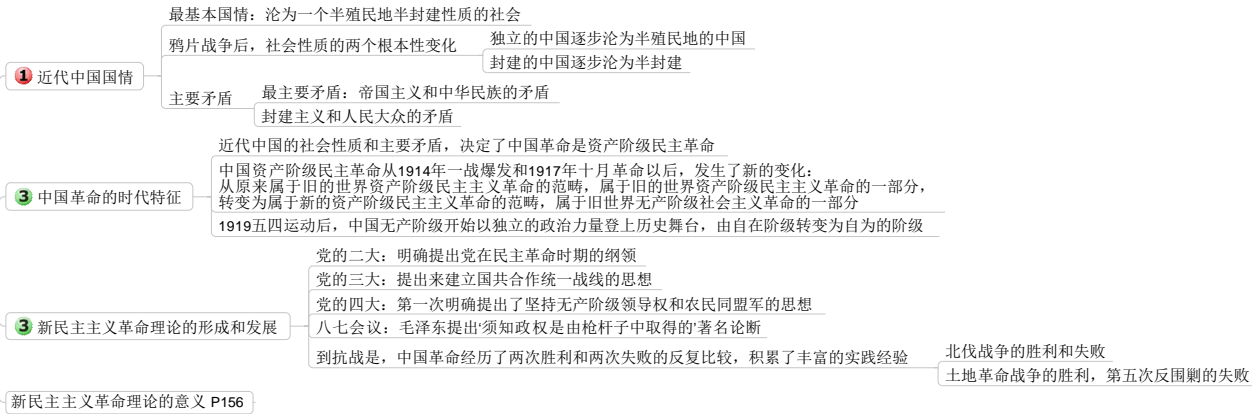 最基本国情：沦为一个半殖民地半封建性质的社会
鸦片战争后，社会性质的两个根本性变化
独立的中国逐步沦为半殖民地的中国
封建的中国逐步沦为半封建
1 近代中国国情
主要矛盾
最主要矛盾：帝国主义和中华民族的矛盾
封建主义和人民大众的矛盾
近代中国的社会性质和主要矛盾，决定了中国革命是资产阶级民主革命
3 中国革命的时代特征
中国资产阶级民主革命从1914年一战爆发和1917年十月革命以后，发生了新的变化：
从原来属于旧的世界资产阶级民主主义革命的范畴，属于旧的世界资产阶级民主主义革命的一部分，
转变为属于新的资产阶级民主主义革命的范畴，属于旧世界无产阶级社会主义革命的一部分
1919五四运动后，中国无产阶级开始以独立的政治力量登上历史舞台，由自在阶级转变为自为的阶级
党的二大：明确提出党在民主革命时期的纲领
党的三大：提出来建立国共合作统一战线的思想
党的四大：第一次明确提出了坚持无产阶级领导权和农民同盟军的思想
3 新民主主义革命理论的形成和发展
八七会议：毛泽东提出'须知政权是由枪杆子中取得的'著名论断
到抗战是，中国革命经历了两次胜利和两次失败的反复比较，积累了丰富的实践经验
北伐战争的胜利和失败
土地革命战争的胜利，第五次反围剿的失败
新民主主义革命理论的意义 P156